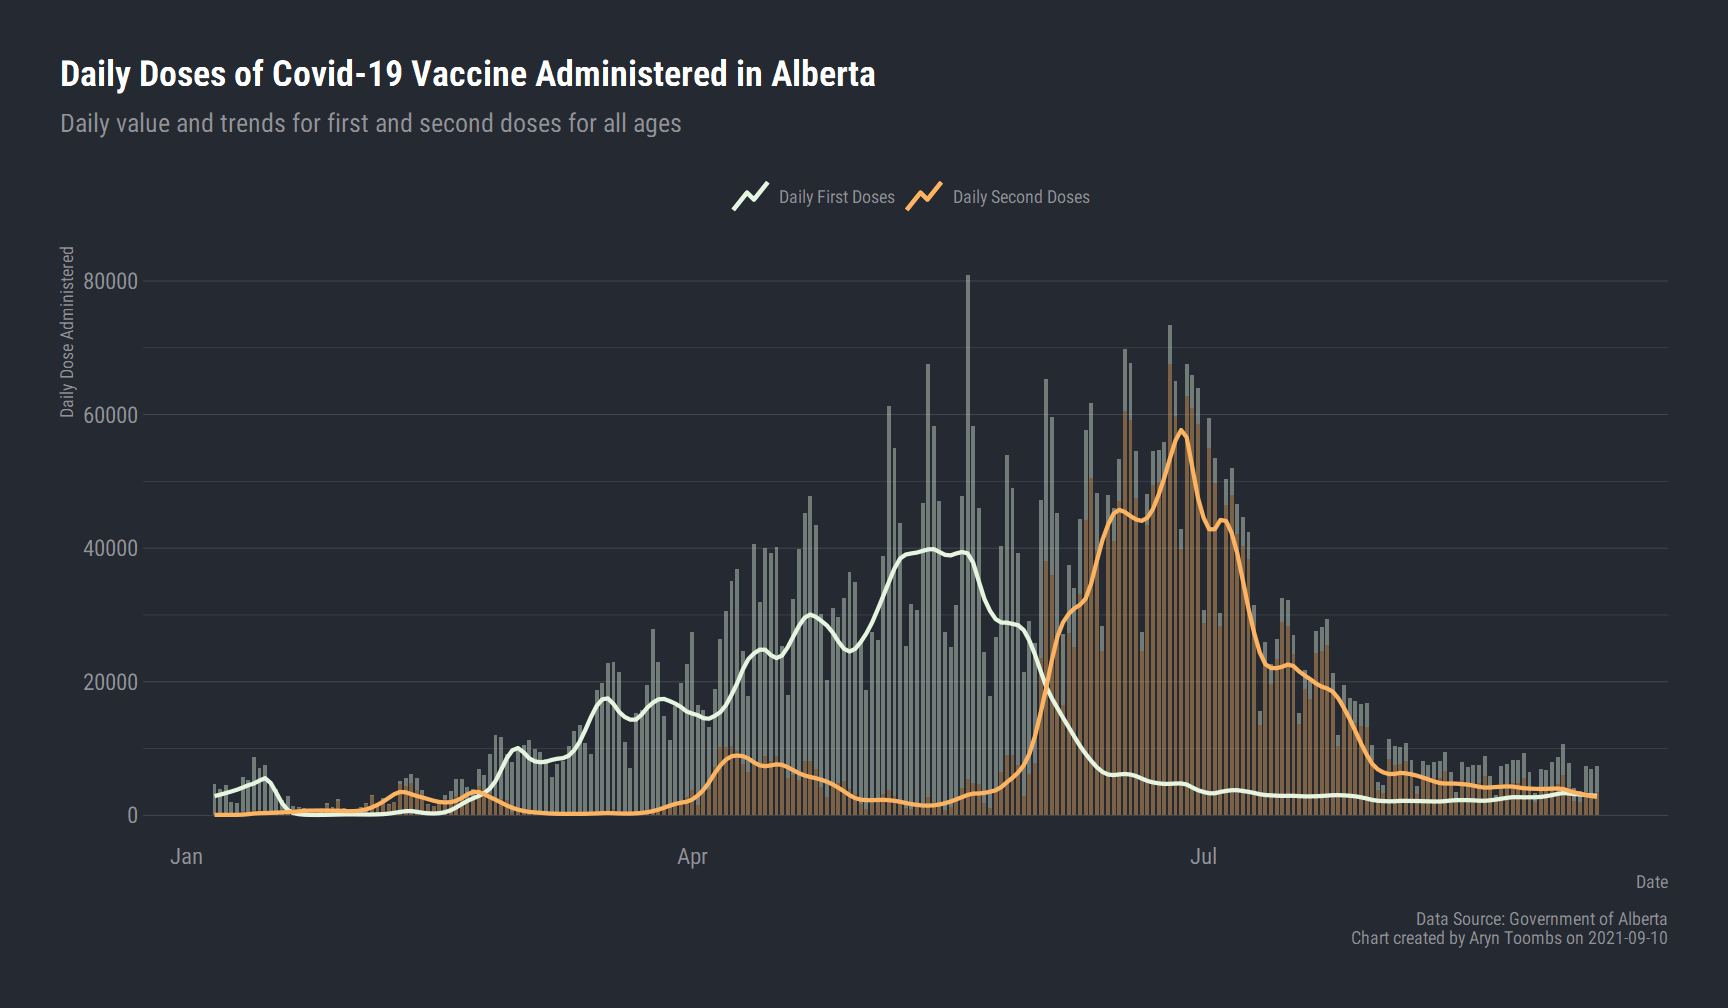 Daily Doses of Covid-19 Vaccine Administered in Alberta
Daily value and trends for first and second doses for all ages
Daily First Doses
Daily Second Doses
Daily Dose Administered
80000
60000
40000
20000
0
Jan
Apr
Jul
Date
Data Source: Government of Alberta
Chart created by Aryn Toombs on 2021-09-10